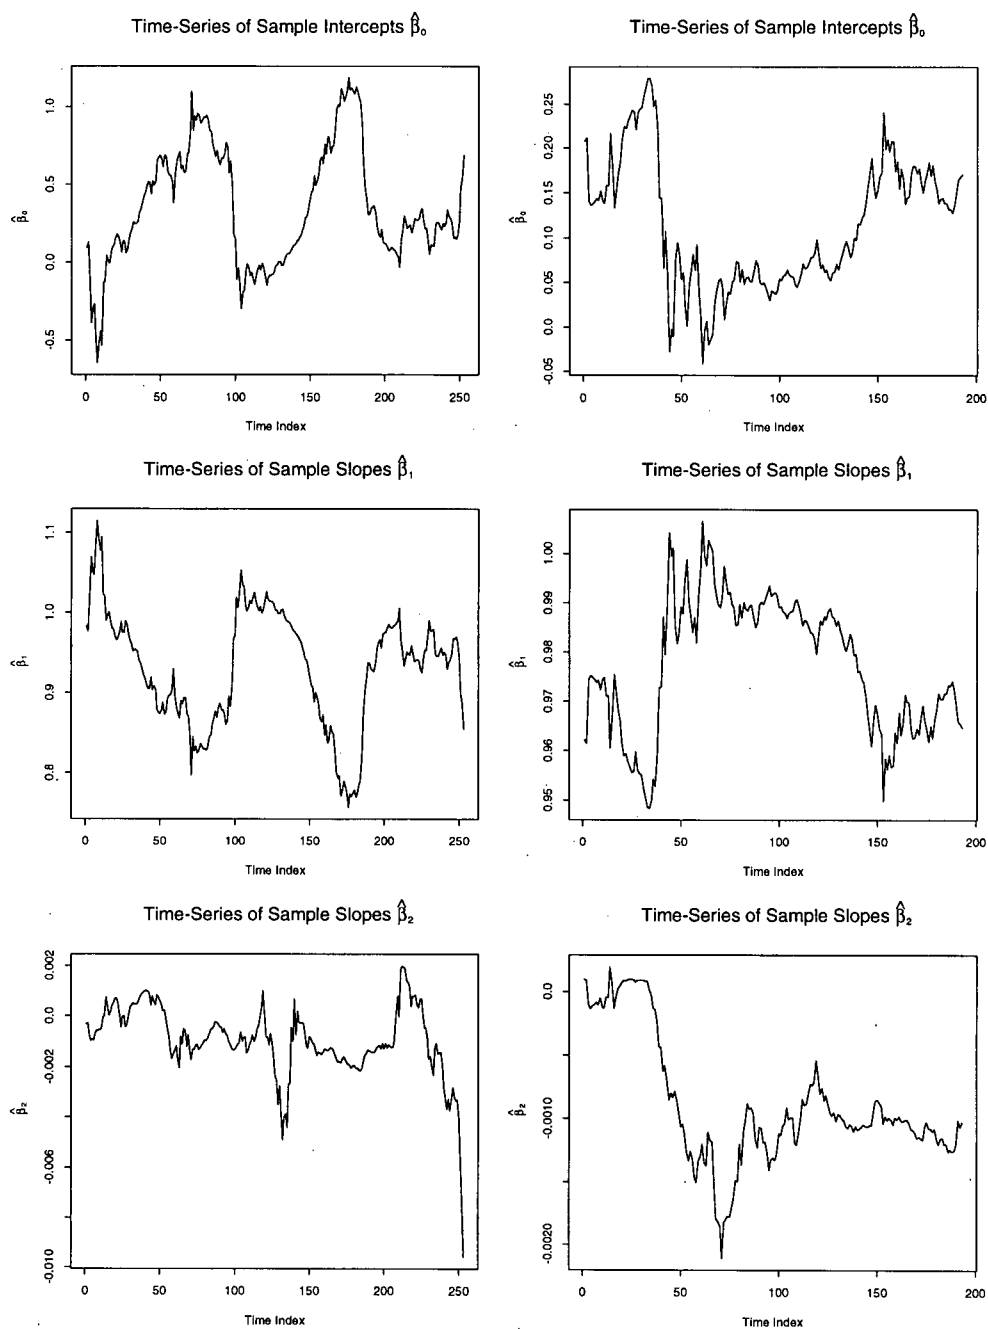 Time-Series of Sample Intercepts β̂₀
β̂₀
1.0
0.5
0.0
-0.5
0 50 100 150 200 250
Time Index
Time-Series of Sample Intercepts β̂₀
β̂₀
0.25
0.20
0.15
0.10
0.05
0.0
-0.05
0 50 100 150 200
Time Index
Time-Series of Sample Slopes β̂₁
β̂₁
1.1
1.0
0.9
0.8
0 50 100 150 200 250
Time Index
Time-Series of Sample Slopes β̂₁
β̂₁
1.00
0.99
0.98
0.97
0.96
0.95
0 50 100 150 200
Time Index
Time-Series of Sample Slopes β̂₂
β̂₂
0.002
0.0
-0.002
-0.006
-0.010
0 50 100 150 200 250
Time Index
Time-Series of Sample Slopes β̂₂
β̂₂
0.0
-0.0010
-0.0020
0 50 100 150 200
Time Index